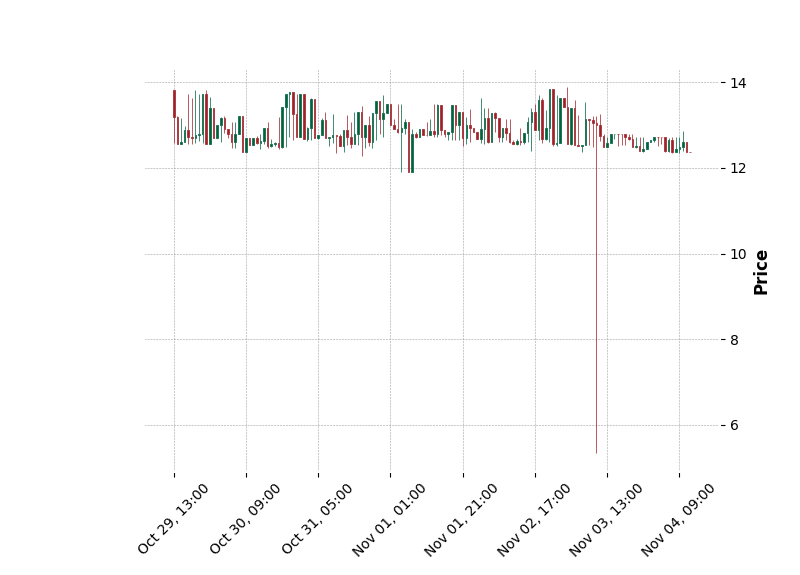 14
12
10
8
6
Price
Oct 29, 13:00
Oct 30, 09:00
Oct 31, 05:00
Nov 01, 01:00
Nov 01, 21:00
Nov 02, 17:00
Nov 03, 13:00
Nov 04, 09:00